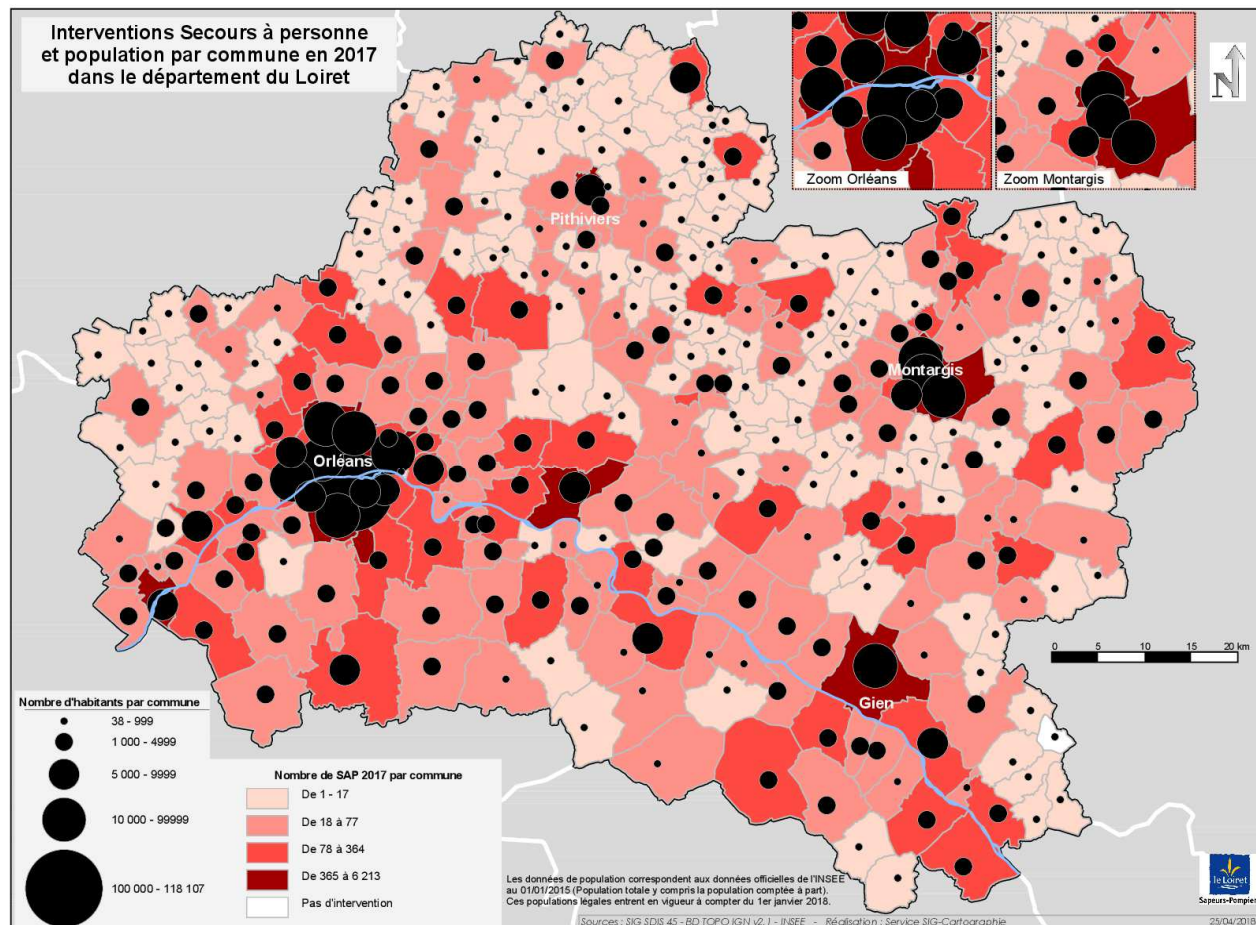 Interventions Secours à personne
et population par commune en 2017
dans le département du Loiret
Zoom Orléans
Zoom Montargis
N
Pithiviers
Montargis
Orléans
Gien
0 5 10 15 20 km
Nombre d'habitants par commune
38 - 999
1 000 - 4999
5 000 - 9999
10 000 - 99999
100 000 - 118 107
Nombre de SAP 2017 par commune
De 1 - 17
De 18 à 77
De 78 à 364
De 365 à 6 213
Pas d'intervention
Les données de population correspondent aux données officielles de l'INSEE
au 01/01/2015 (Population totale y compris la population comptée à part).
Ces populations légales entrent en vigueur à compter du 1er janvier 2018.
le Loiret
Sapeurs-Pompiers
Sources : SIG SDIS 45 - BD TOPO IGN v2.1 - INSEE - Réalisation : Service SIG-Cartographie
25/04/2018